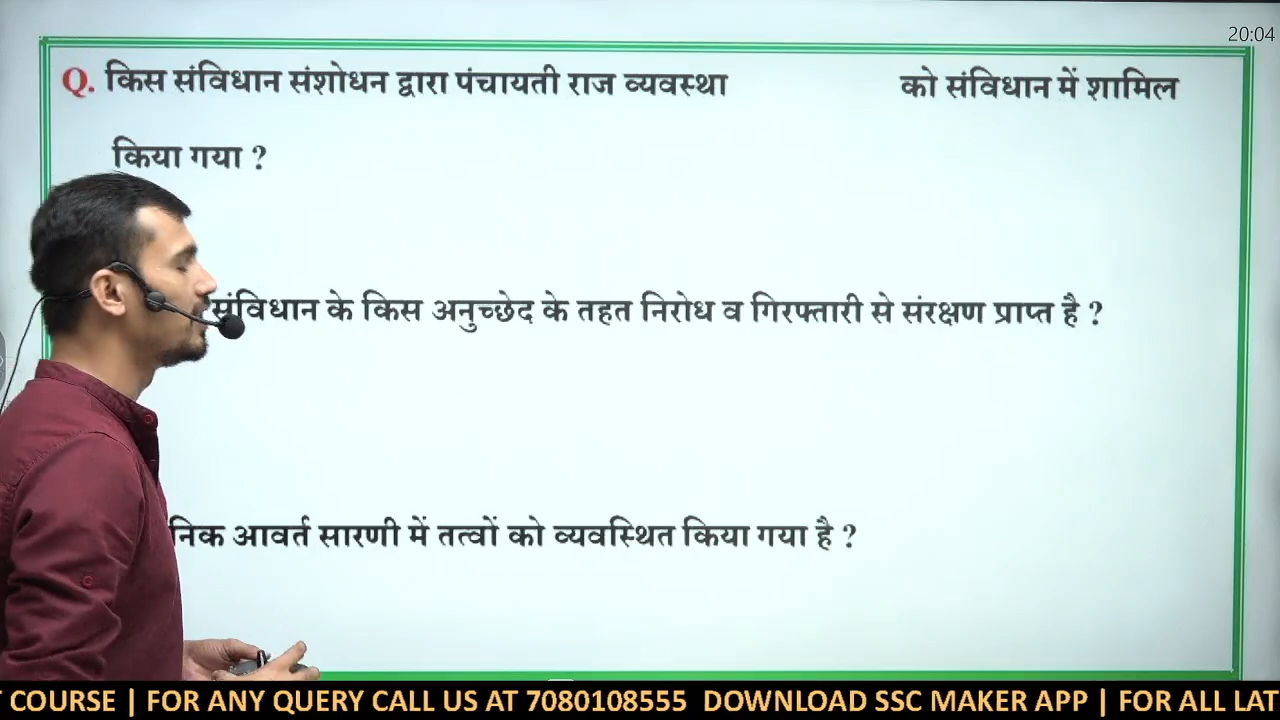 20:04
Q. किस संविधान संशोधन द्वारा पंचायती राज व्यवस्था को संविधान में शामिल
किया गया ?
संविधान के किस अनुच्छेद के तहत निरोध व गिरफ्तारी से संरक्षण प्राप्त है ?
आवर्त सारणी में तत्वों को व्यवस्थित किया गया है ?
COURSE | FOR ANY QUERY CALL US AT 7080108555 DOWNLOAD SSC MAKER APP | FOR ALL